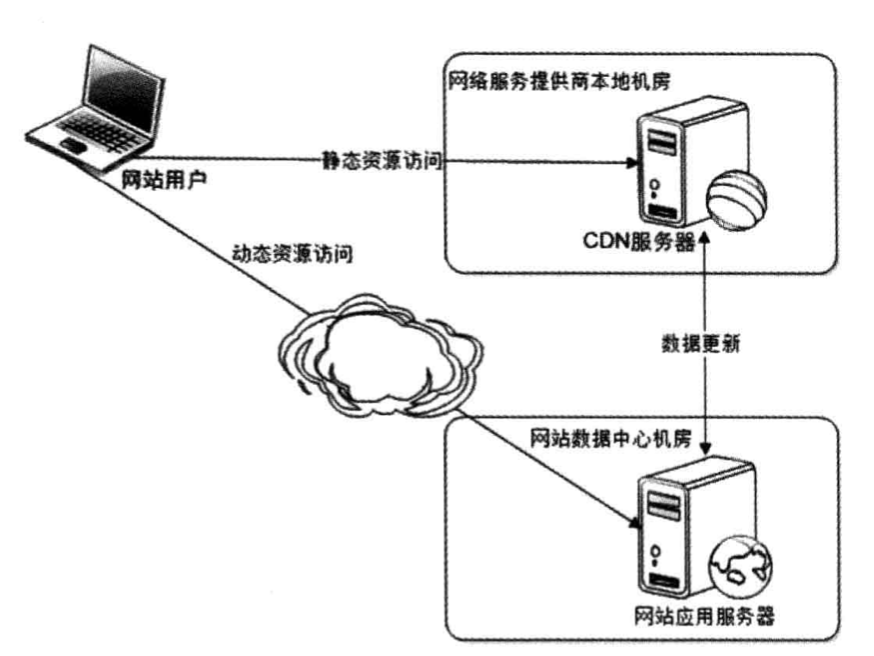 网络服务提供商本地机房
静态资源访问
网站用户
CDN服务器
动态资源访问
数据更新
网站数据中心机房
网站应用服务器